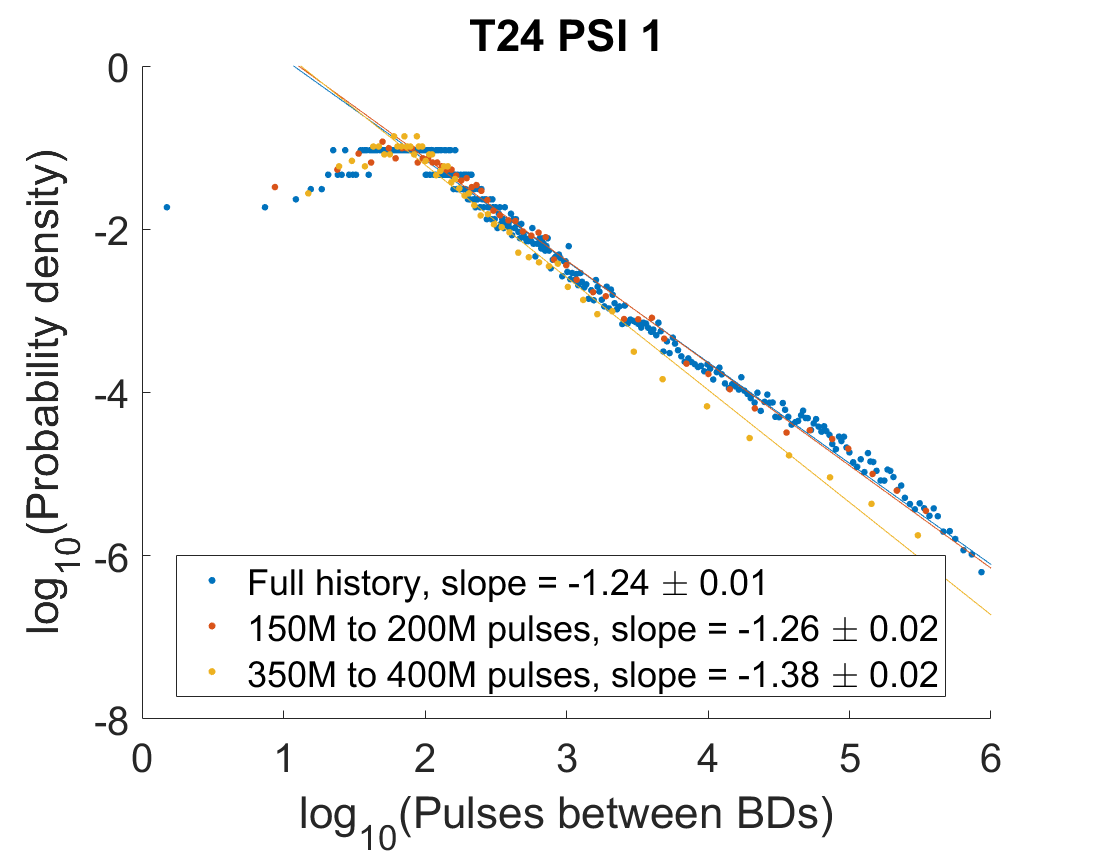 T24 PSI 1
0
-2
-4
-6
-8
log10(Probability density)
Full history, slope = -1.24 ± 0.01
150M to 200M pulses, slope = -1.26 ± 0.02
350M to 400M pulses, slope = -1.38 ± 0.02
0 1 2 3 4 5 6
log10(Pulses between BDs)